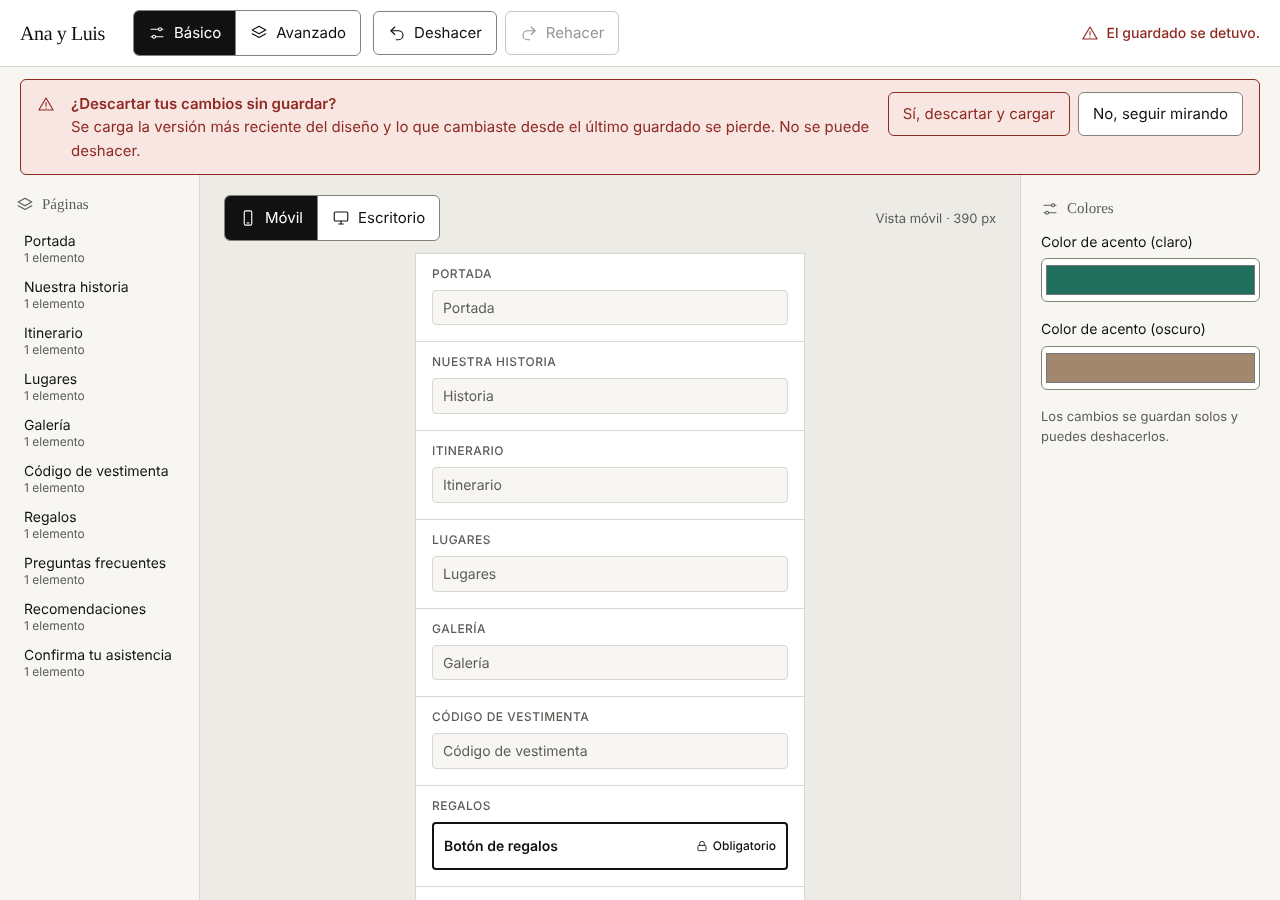 Ana y Luis
Básico
Avanzado
Deshacer
Rehacer
El guardado se detuvo.
¿Descartar tus cambios sin guardar?
Se carga la versión más reciente del diseño y lo que cambiaste desde el último guardado se pierde. No se puede
deshacer.
Sí, descartar y cargar
No, seguir mirando
Páginas
Portada
1 elemento
Nuestra historia
1 elemento
Itinerario
1 elemento
Lugares
1 elemento
Galería
1 elemento
Código de vestimenta
1 elemento
Regalos
1 elemento
Preguntas frecuentes
1 elemento
Recomendaciones
1 elemento
Confirma tu asistencia
1 elemento
Móvil
Escritorio
Vista móvil · 390 px
PORTADA
Portada
NUESTRA HISTORIA
Historia
ITINERARIO
Itinerario
LUGARES
Lugares
GALERÍA
Galería
CÓDIGO DE VESTIMENTA
Código de vestimenta
REGALOS
Botón de regalos
Obligatorio
Colores
Color de acento (claro)
Color de acento (oscuro)
Los cambios se guardan solos y
puedes deshacerlos.